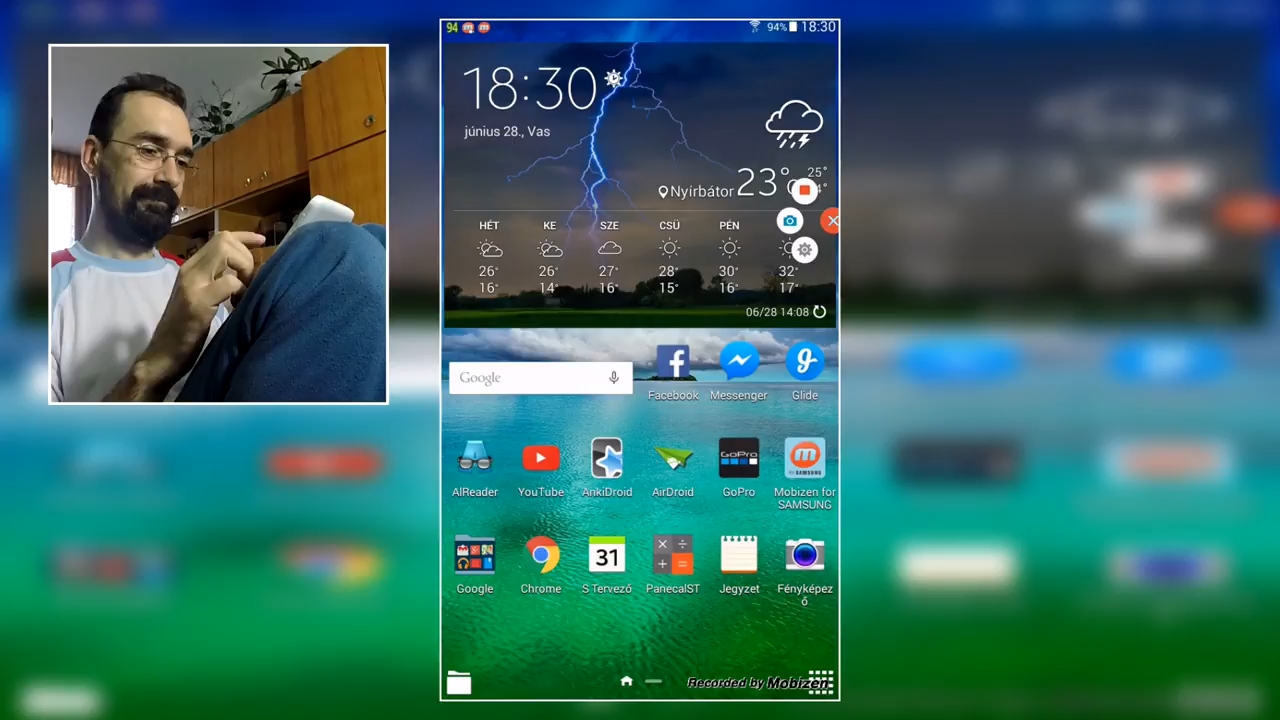 94 94% 18:30
18:30
június 28., Vas
25°
Nyírbátor 23°
HÉT KE SZE CSÜ PÉN
26° 26° 27° 28° 30° 32°
16° 14° 16° 15° 16° 17°
06/28 14:08
Google
Facebook Messenger Glide
GoPro
by SAMSUNG
AlReader YouTube AnkiDroid AirDroid GoPro Mobizen for
SAMSUNG
31
Google Chrome S Tervező PanecalST Jegyzet Fényképez
ő
Recorded by Mobizen